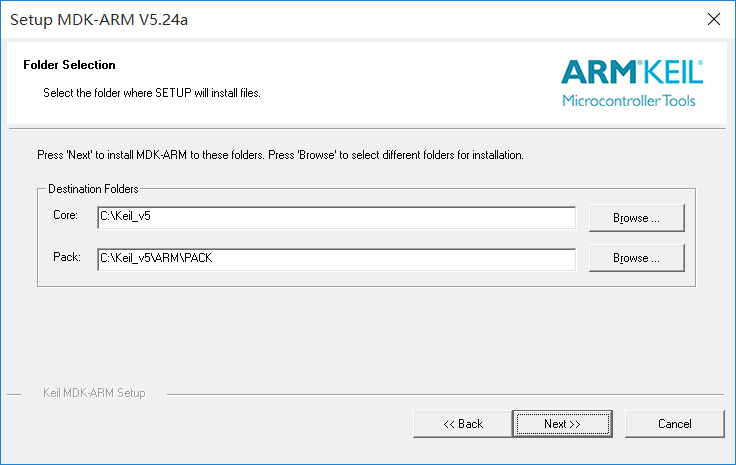 Setup MDK-ARM V5.24a
Folder Selection
Select the folder where SETUP will install files.
ARM KEIL
Microcontroller Tools
Press 'Next' to install MDK-ARM to these folders. Press 'Browse' to select different folders for installation.
Destination Folders
Core: C:\Keil_v5 Browse ...
Pack: C:\Keil_v5\ARM\PACK Browse ...
Keil MDK-ARM Setup
<< Back Next >> Cancel